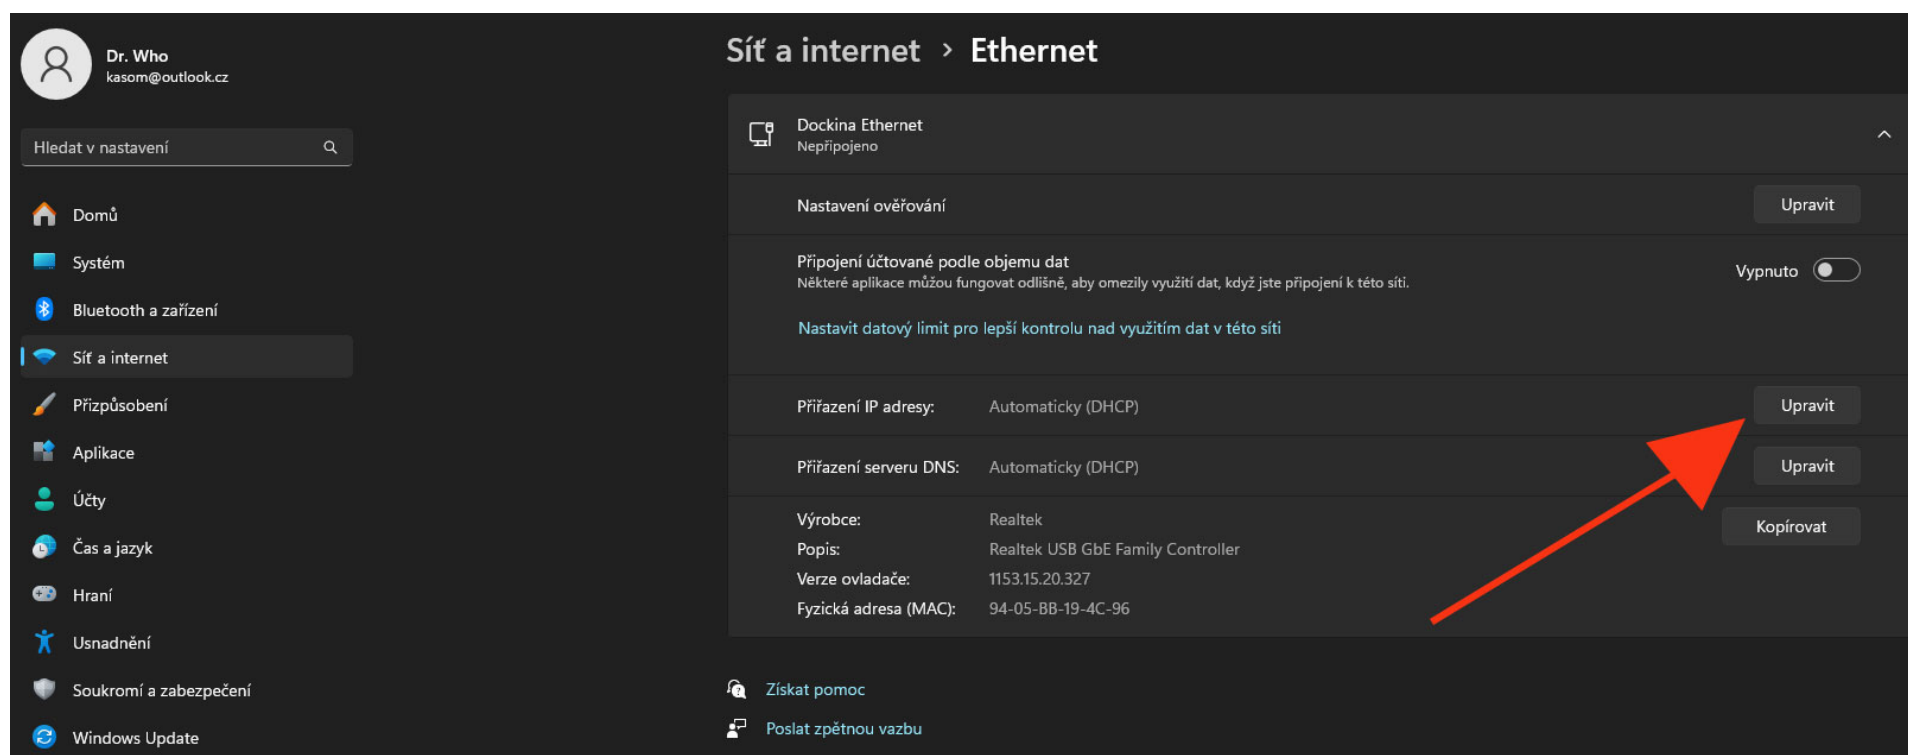 Dr. Who
kasom@outlook.cz
Hledat v nastavení
Domů
Systém
Bluetooth a zařízení
Síť a internet
Přizpůsobení
Aplikace
Účty
Čas a jazyk
Hraní
Usnadnění
Soukromí a zabezpečení
Windows Update
Síť a internet > Ethernet
Dockina Ethernet
Nepřipojeno
Nastavení ověřování Upravit
Připojení účtované podle objemu dat
Některé aplikace můžou fungovat odlišně, aby omezily využití dat, když jste připojení k této síti.
Vypnuto
Nastavit datový limit pro lepší kontrolu nad využitím dat v této síti
Přiřazení IP adresy: Automaticky (DHCP) Upravit
Přiřazení serveru DNS: Automaticky (DHCP) Upravit
Výrobce: Realtek Kopírovat
Popis: Realtek USB GbE Family Controller
Verze ovladače: 1153.15.20.327
Fyzická adresa (MAC): 94-05-BB-19-4C-96
Získat pomoc
Poslat zpětnou vazbu